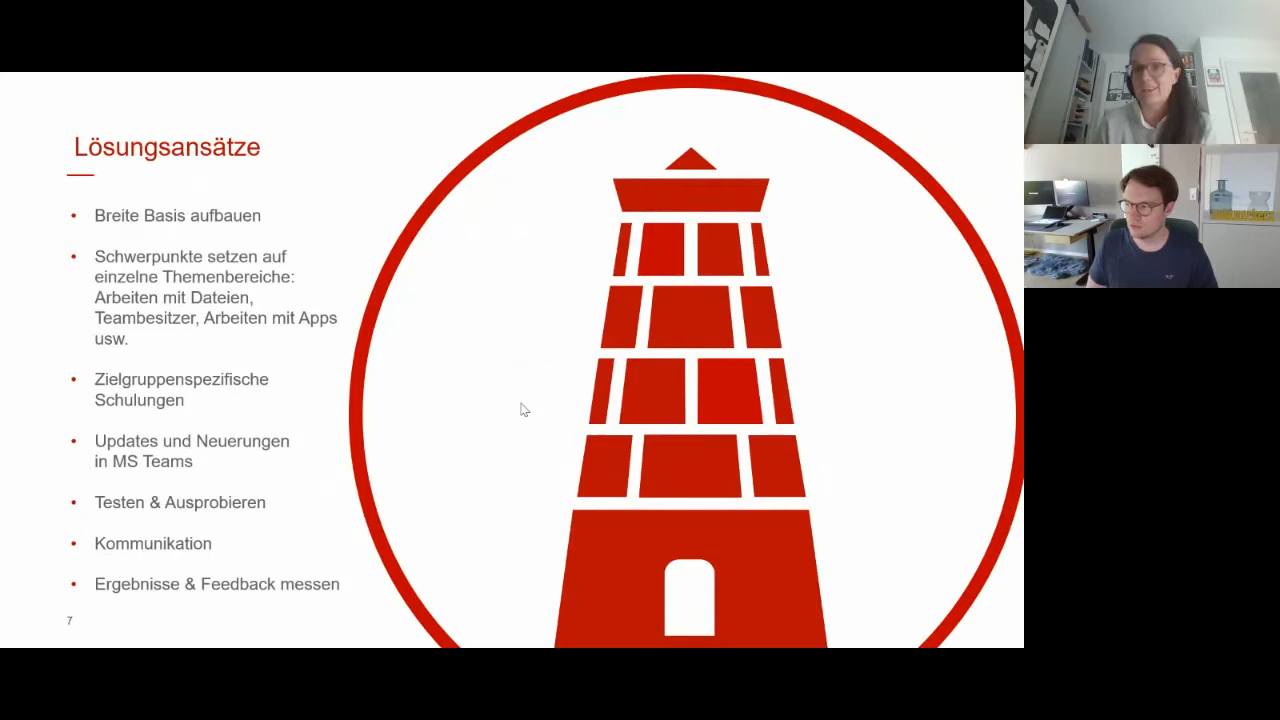 Lösungsansätze
• Breite Basis aufbauen
• Schwerpunkte setzen auf
einzelne Themenbereiche:
Arbeiten mit Dateien,
Teambesitzer, Arbeiten mit Apps
usw.
• Zielgruppenspezifische
Schulungen
• Updates und Neuerungen
in MS Teams
• Testen & Ausprobieren
• Kommunikation
• Ergebnisse & Feedback messen
7